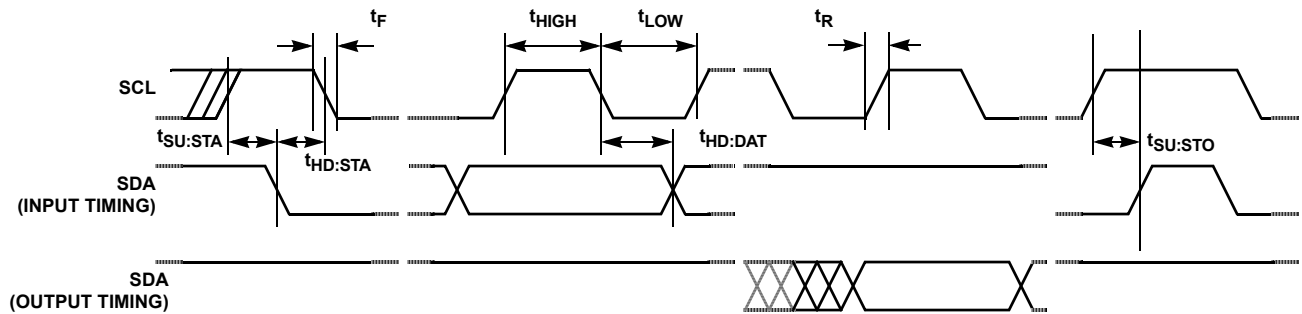 tF
tHIGH
tLOW
tR
SCL
tSU:STA
tHD:STA
tHD:DAT
tSU:STO
SDA
(INPUT TIMING)
SDA
(OUTPUT TIMING)